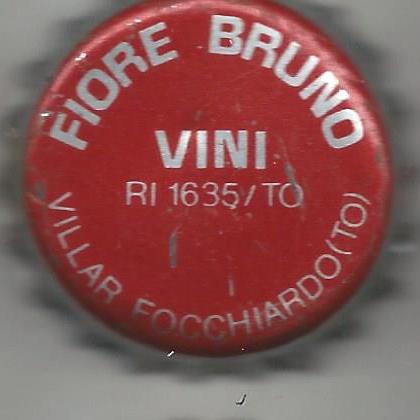 FIORE BRUNO
VINI
RI 1635/TO
VILLAR FOCCHIARDO (TO)